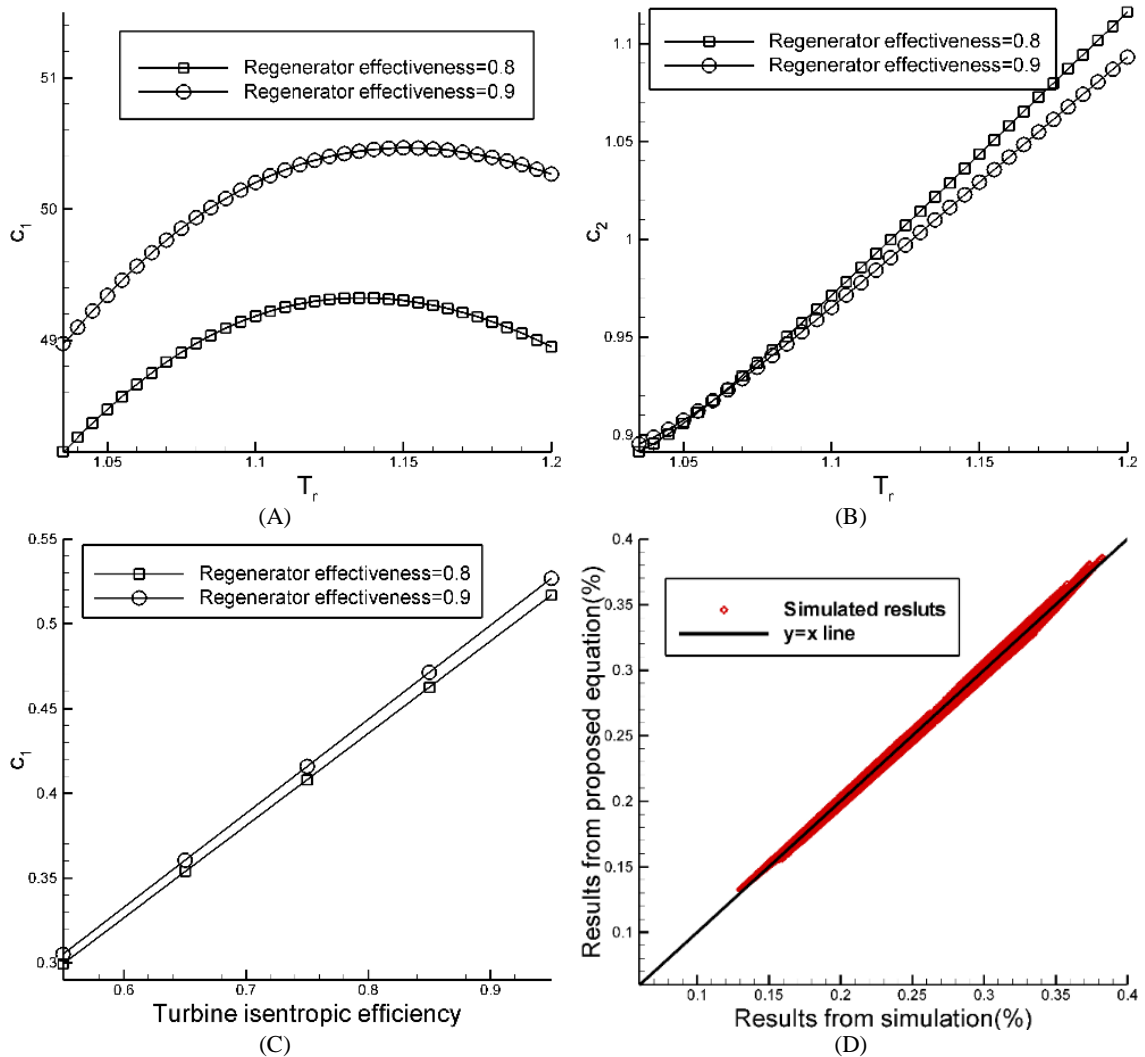 Regenerator effectiveness=0.8
Regenerator effectiveness=0.9
51
50
49
c1
1.05
1.1
1.15
1.2
Tr
(A)
Regenerator effectiveness=0.8
Regenerator effectiveness=0.9
1.1
1.05
1
0.95
0.9
c2
1.05
1.1
1.15
1.2
Tr
(B)
Regenerator effectiveness=0.8
Regenerator effectiveness=0.9
0.55
0.5
0.45
0.4
0.35
0.3
c1
0.6
0.7
0.8
0.9
Turbine isentropic efficiency
(C)
Simulated resluts
y=x line
0.4
0.35
0.3
0.25
0.2
0.15
0.1
Results from proposed equation(%)
0.1
0.15
0.2
0.25
0.3
0.35
0.4
Results from simulation(%)
(D)